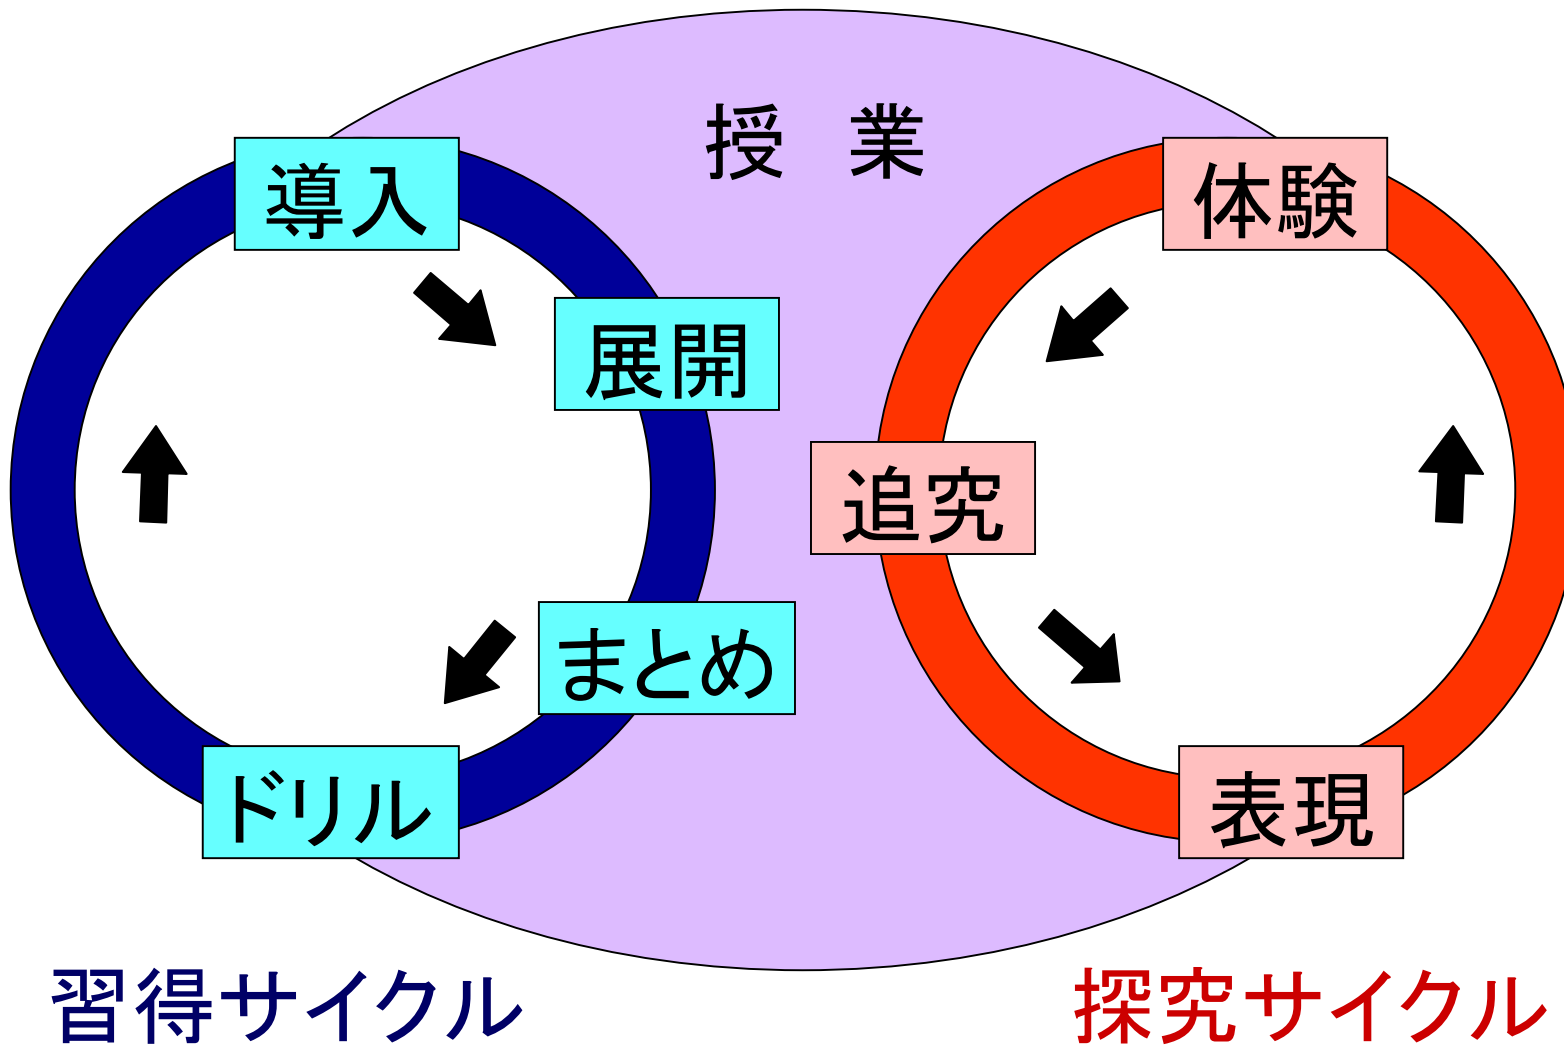 授　業
導入
展開
まとめ
ドリル
体験
追究
表現
習得サイクル
探究サイクル